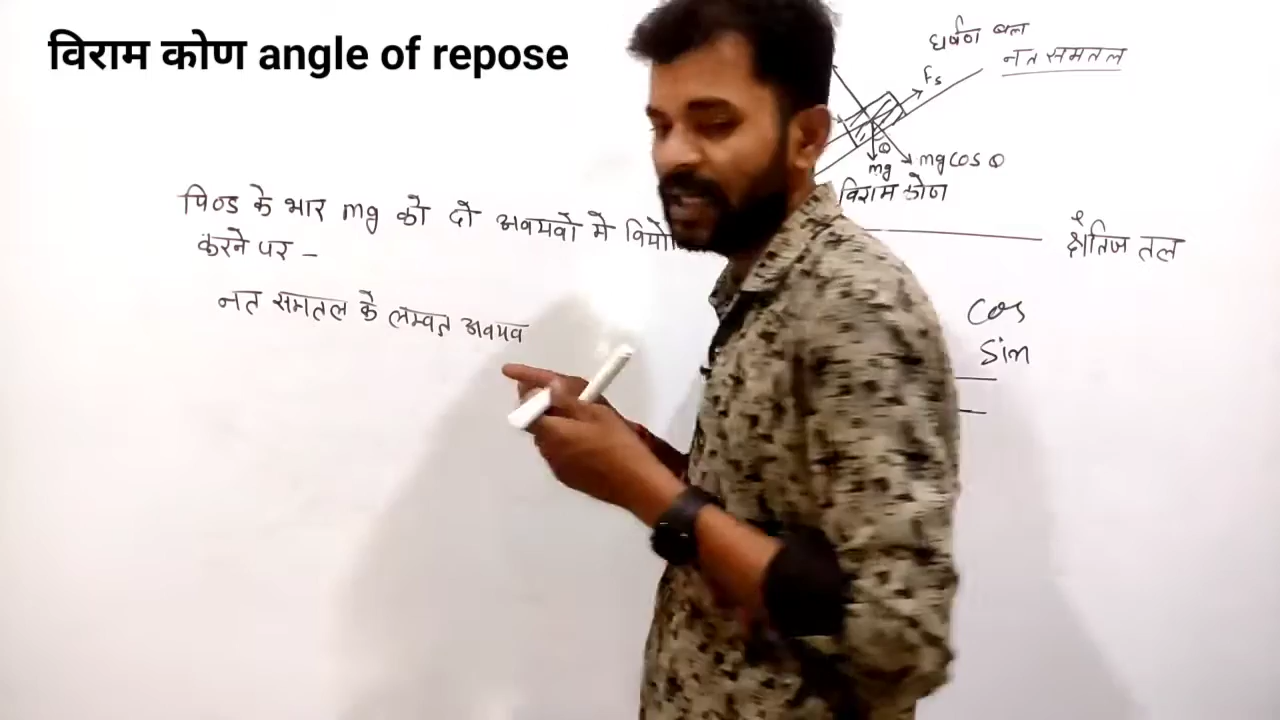 विराम कोण angle of repose
घर्षण बल
नत समतल
fs
θ
mg
mg cos θ
विराम कोण
पिण्ड के भार mg को दो अवयवों में
करने पर –
क्षैतिज तल
नत समतल के लम्बवत अवयव
Cos
Sin